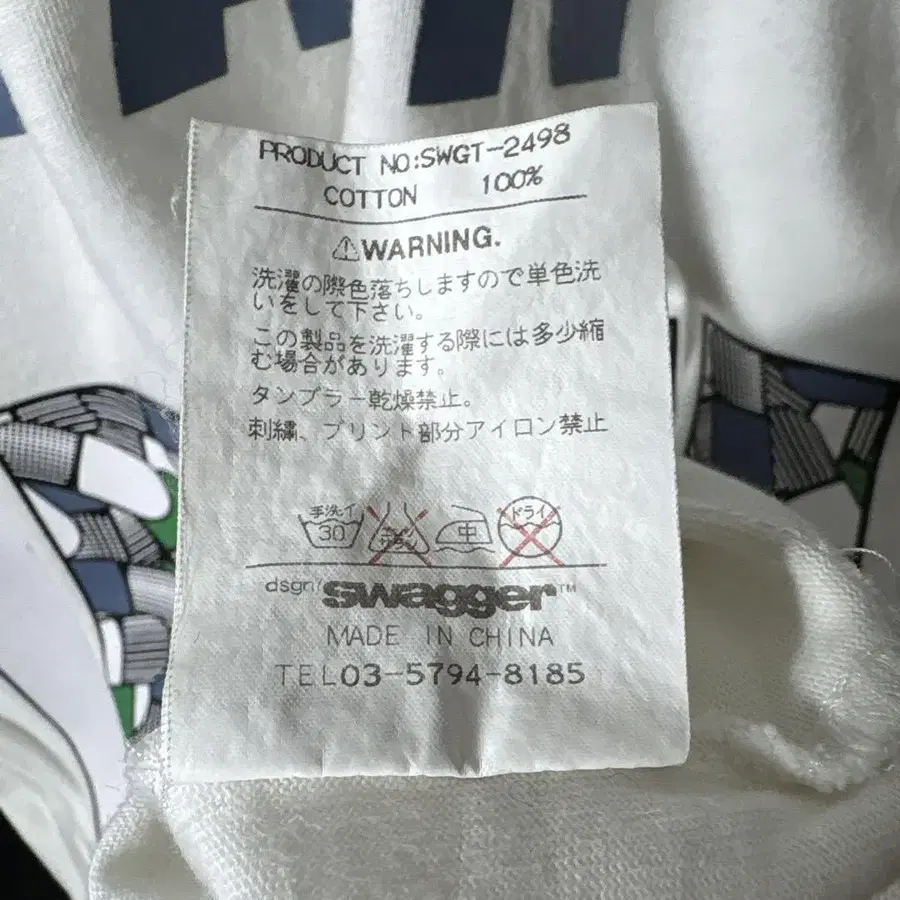 PRODUCT NO:SWGT-2498
COTTON 100%
⚠WARNING.
洗濯の際色落ちしますので単色洗
いをして下さい。
この製品を洗濯する際には多少縮
む場合があります。
タンブラー乾燥禁止。
刺繍、プリント部分アイロン禁止
手洗イ 30 中 ドライ
dsgn/swagger™
MADE IN CHINA
TEL03-5794-8185